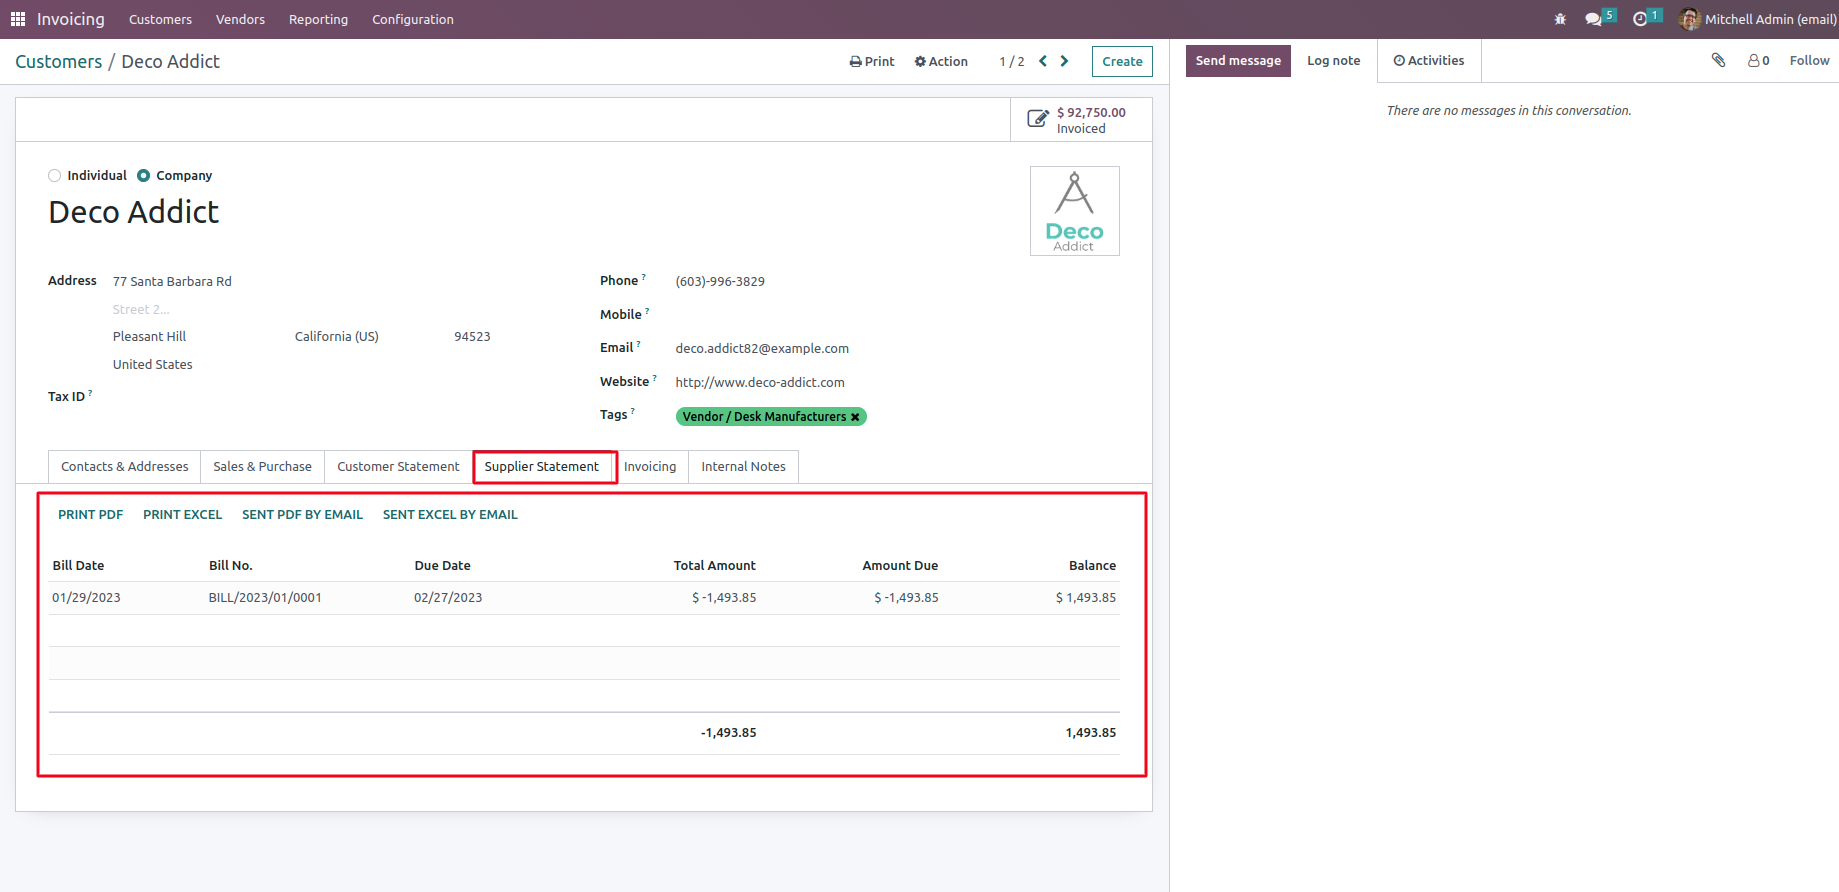 Invoicing Customers Vendors Reporting Configuration 5 1 Mitchell Admin (email)
Customers / Deco Addict Print Action 1 / 2 Create
Send message Log note Activities 0 Follow
There are no messages in this conversation.
$ 92,750.00
Invoiced
Individual Company
Deco Addict
Deco
Addict
Address 77 Santa Barbara Rd
Street 2...
Pleasant Hill California (US) 94523
United States
Tax ID ?
Phone ? (603)-996-3829
Mobile ?
Email ? deco.addict82@example.com
Website ? http://www.deco-addict.com
Tags ? Vendor / Desk Manufacturers ✖
Contacts & Addresses Sales & Purchase Customer Statement Supplier Statement Invoicing Internal Notes
PRINT PDF PRINT EXCEL SENT PDF BY EMAIL SENT EXCEL BY EMAIL
Bill Date Bill No. Due Date Total Amount Amount Due Balance
01/29/2023 BILL/2023/01/0001 02/27/2023 $ -1,493.85 $ -1,493.85 $ 1,493.85
-1,493.85 1,493.85